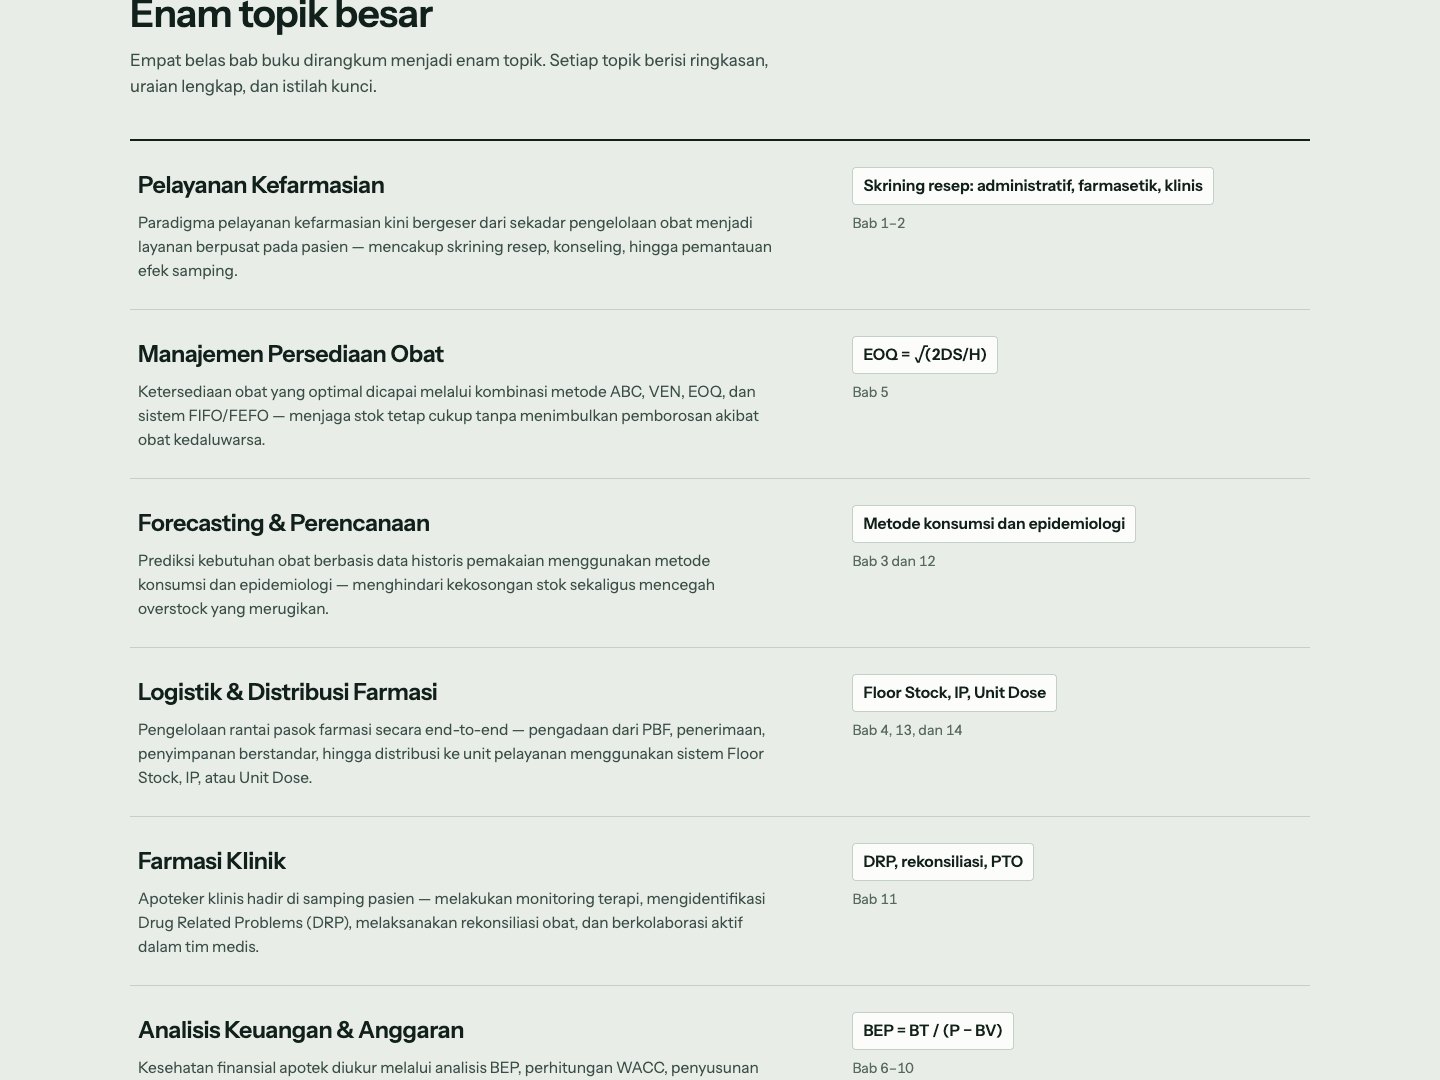 Enam topik besar
Empat belas bab buku dirangkum menjadi enam topik. Setiap topik berisi ringkasan,
uraian lengkap, dan istilah kunci.
Pelayanan Kefarmasian
Paradigma pelayanan kefarmasian kini bergeser dari sekadar pengelolaan obat menjadi
layanan berpusat pada pasien — mencakup skrining resep, konseling, hingga pemantauan
efek samping.
Skrining resep: administratif, farmasetik, klinis
Bab 1–2
Manajemen Persediaan Obat
Ketersediaan obat yang optimal dicapai melalui kombinasi metode ABC, VEN, EOQ, dan
sistem FIFO/FEFO — menjaga stok tetap cukup tanpa menimbulkan pemborosan akibat
obat kedaluwarsa.
EOQ = √(2DS/H)
Bab 5
Forecasting & Perencanaan
Prediksi kebutuhan obat berbasis data historis pemakaian menggunakan metode
konsumsi dan epidemiologi — menghindari kekosongan stok sekaligus mencegah
overstock yang merugikan.
Metode konsumsi dan epidemiologi
Bab 3 dan 12
Logistik & Distribusi Farmasi
Pengelolaan rantai pasok farmasi secara end-to-end — pengadaan dari PBF, penerimaan,
penyimpanan berstandar, hingga distribusi ke unit pelayanan menggunakan sistem Floor
Stock, IP, atau Unit Dose.
Floor Stock, IP, Unit Dose
Bab 4, 13, dan 14
Farmasi Klinik
Apoteker klinis hadir di samping pasien — melakukan monitoring terapi, mengidentifikasi
Drug Related Problems (DRP), melaksanakan rekonsiliasi obat, dan berkolaborasi aktif
dalam tim medis.
DRP, rekonsiliasi, PTO
Bab 11
Analisis Keuangan & Anggaran
Kesehatan finansial apotek diukur melalui analisis BEP, perhitungan WACC, penyusunan
BEP = BT / (P − BV)
Bab 6–10